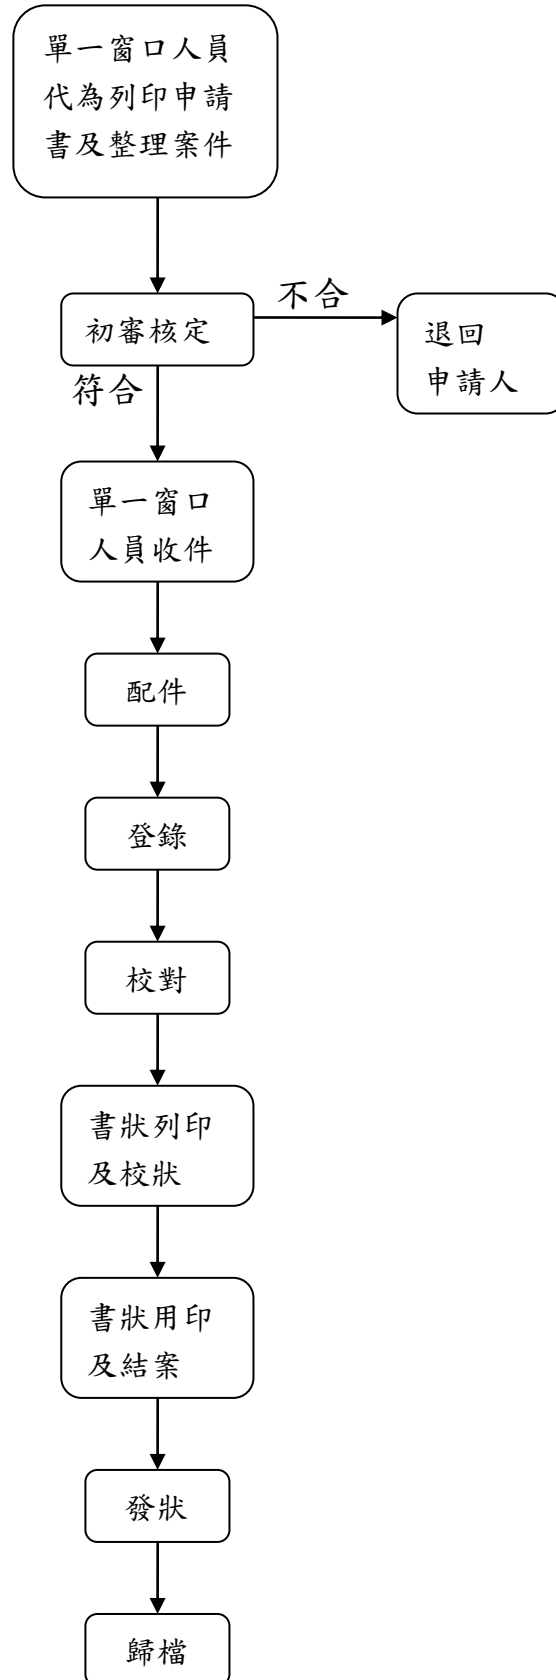 單一窗口人員
代為列印申請
書及整理案件
不合
初審核定
退回
申請人
符合
單一窗口
人員收件
配件
登錄
校對
書狀列印
及校狀
書狀用印
及結案
發狀
歸檔